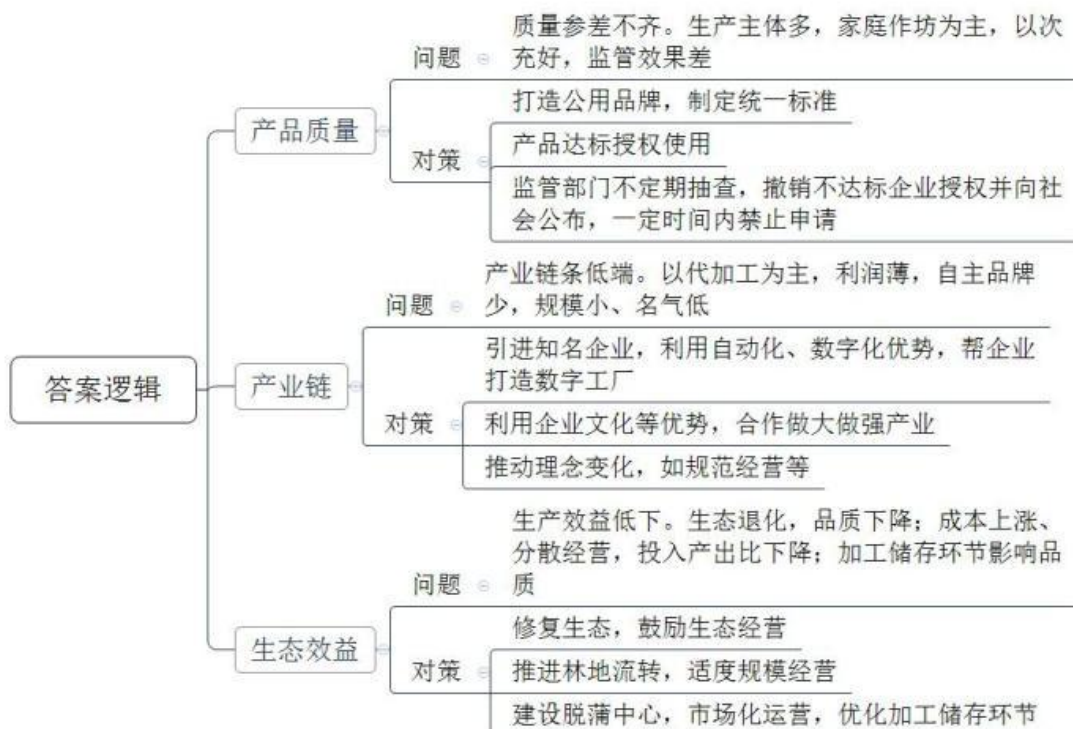 答案逻辑
产品质量
问题
质量参差不齐。生产主体多，家庭作坊为主，以次
充好，监管效果差
对策
打造公用品牌，制定统一标准
产品达标授权使用
监管部门不定期抽查，撤销不达标企业授权并向社
会公布，一定时间内禁止申请
产业链
问题
产业链条低端。以代加工为主，利润薄，自主品牌
少，规模小、名气低
对策
引进知名企业，利用自动化、数字化优势，帮企业
打造数字工厂
利用企业文化等优势，合作做大做强产业
推动理念变化，如规范经营等
生态效益
问题
生产效益低下。生态退化，品质下降；成本上涨、
分散经营，投入产出比下降；加工储存环节影响品
质
对策
修复生态，鼓励生态经营
推进林地流转，适度规模经营
建设脱蒲中心，市场化运营，优化加工储存环节